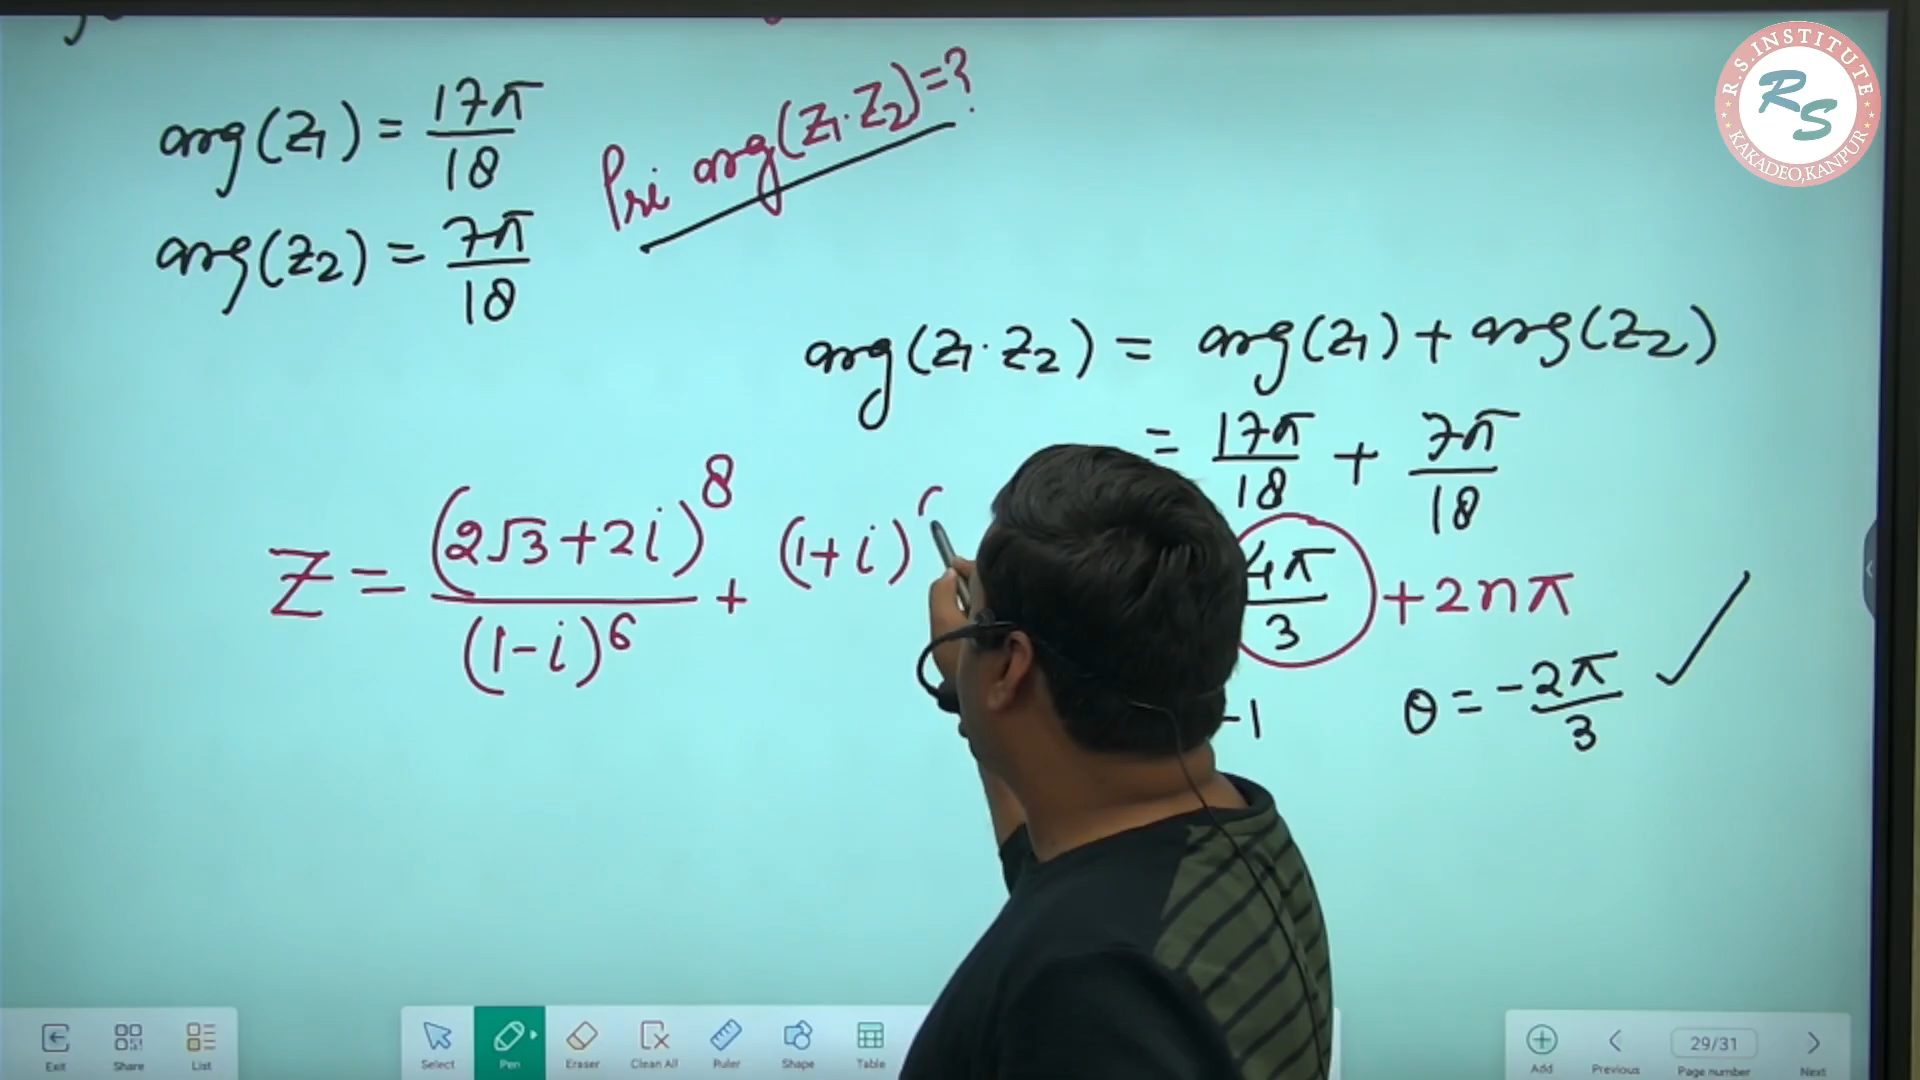 arg(z₁) = 17π/18
Pri arg(z₁·z₂)=?
arg(z₂) = 7π/18
arg(z₁·z₂) = arg(z₁) + arg(z₂)
= 17π/18 + 7π/18
4π/3 + 2nπ
-1 θ = -2π/3
Z = (2√3+2i)⁸/(1-i)⁶ + (1+i)
R.S.INSTITUTE
RS
KAKADEO,KANPUR
Exit Share List
Select Pen Eraser Clean All Ruler Shape Table
Add Previous 29/31 Page number Next